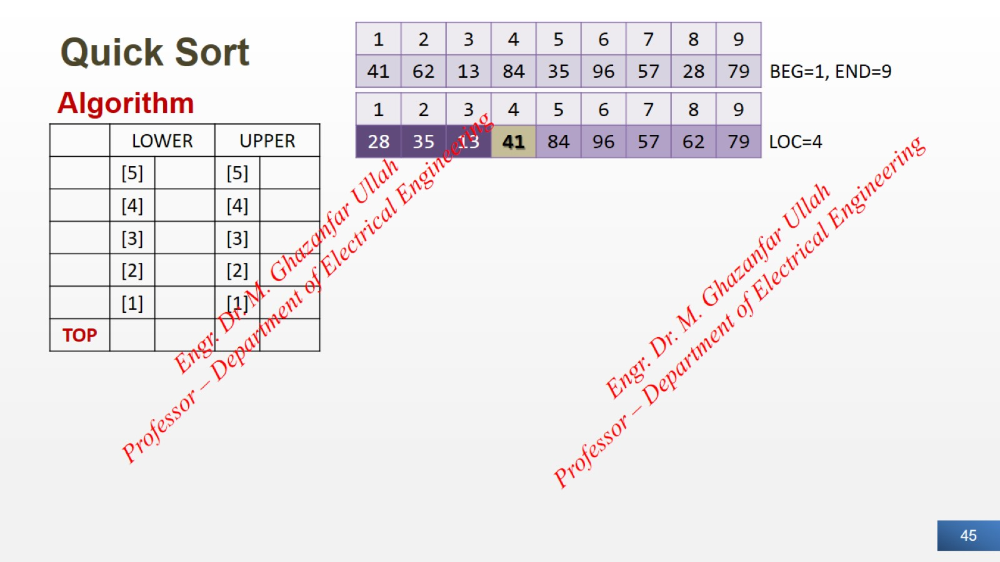 Quick Sort
Algorithm
LOWER UPPER
[5] [5]
[4] [4]
[3] [3]
[2] [2]
[1] [1]
TOP
1 2 3 4 5 6 7 8 9
41 62 13 84 35 96 57 28 79 BEG=1, END=9
1 2 3 4 5 6 7 8 9
28 35 13 41 84 96 57 62 79 LOC=4
Engr. Dr. M. Ghazanfar Ullah
Professor – Department of Electrical Engineering
Engr. Dr. M. Ghazanfar Ullah
Professor – Department of Electrical Engineering
45